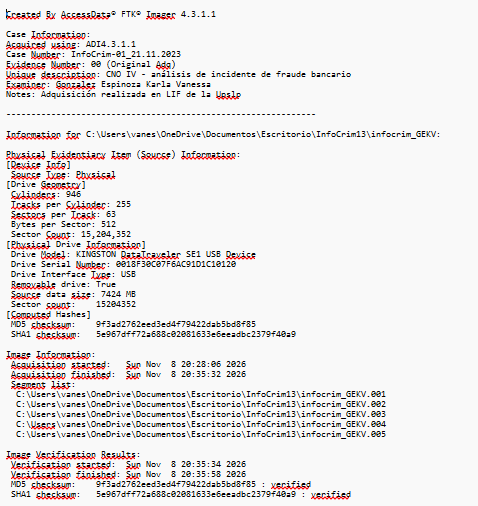 Created By AccessData® FTK® Imager 4.3.1.1
Case Information:
Acquired using: ADI4.3.1.1
Case Number: InfoCrim-01_21.11.2023
Evidence Number: 00 (Original Adq)
Unique description: CNO IV - análisis de incidente de fraude bancario
Examiner: Gonzalez Espinoza Karla Vanessa
Notes: Adquisición realizada en LIF de la Upslp
--------------------------------------------------------------
Information for C:\Users\vanes\OneDrive\Documentos\Escritorio\InfoCrim13\infocrim_GEKV:
Physical Evidentiary Item (Source) Information:
[Device Info]
Source Type: Physical
[Drive Geometry]
Cylinders: 946
Tracks per Cylinder: 255
Sectors per Track: 63
Bytes per Sector: 512
Sector Count: 15,204,352
[Physical Drive Information]
Drive Model: KINGSTON DataTraveler SE1 USB Device
Drive Serial Number: 0018F30C07F6AC91D1C10120
Drive Interface Type: USB
Removable drive: True
Source data size: 7424 MB
Sector count: 15204352
[Computed Hashes]
MD5 checksum: 9f3ad2762eed3ed4f79422dab5bd8f85
SHA1 checksum: 5e967dff72a688c02081633e6eeadbc2379f40a9
Image Information:
Acquisition started: Sun Nov 8 20:28:06 2026
Acquisition finished: Sun Nov 8 20:35:32 2026
Segment list:
C:\Users\vanes\OneDrive\Documentos\Escritorio\InfoCrim13\infocrim_GEKV.001
C:\Users\vanes\OneDrive\Documentos\Escritorio\InfoCrim13\infocrim_GEKV.002
C:\Users\vanes\OneDrive\Documentos\Escritorio\InfoCrim13\infocrim_GEKV.003
C:\Users\vanes\OneDrive\Documentos\Escritorio\InfoCrim13\infocrim_GEKV.004
C:\Users\vanes\OneDrive\Documentos\Escritorio\InfoCrim13\infocrim_GEKV.005
Image Verification Results:
Verification started: Sun Nov 8 20:35:34 2026
Verification finished: Sun Nov 8 20:35:58 2026
MD5 checksum: 9f3ad2762eed3ed4f79422dab5bd8f85 : verified
SHA1 checksum: 5e967dff72a688c02081633e6eeadbc2379f40a9 : verified